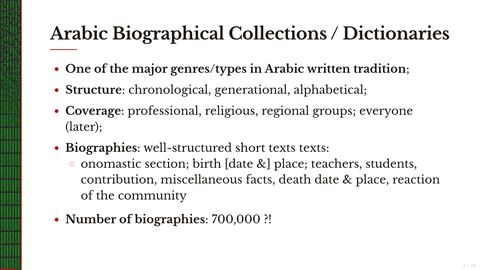 Arabic Biographical Collections / Dictionaries
One of the major genres/types in Arabic written tradition;
Structure: chronological, generational, alphabetical;
Coverage: professional, religious, regional groups; everyone
(later);
Biographies: well-structured short texts texts:
onomastic section; birth [date &] place; teachers, students,
contribution, miscellaneous facts, death date & place, reaction
of the community
Number of biographies: 700,000 ?!